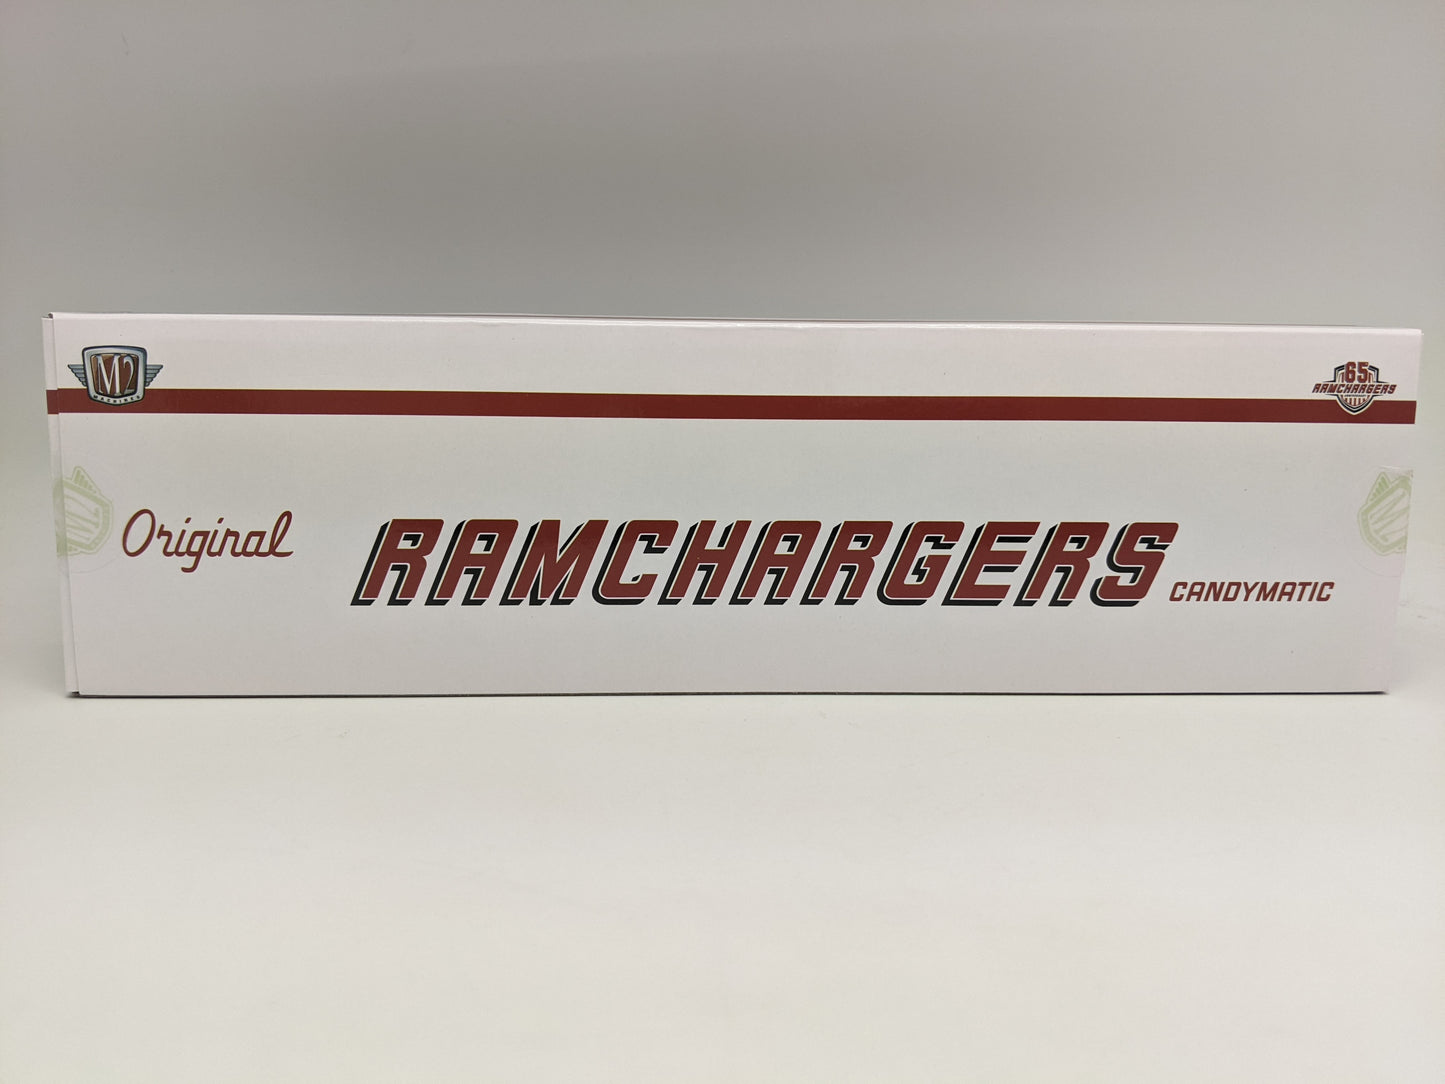 M2
MACHINES
65
RAMCHARGERS
Original
RAMCHARGERS
CANDYMATIC